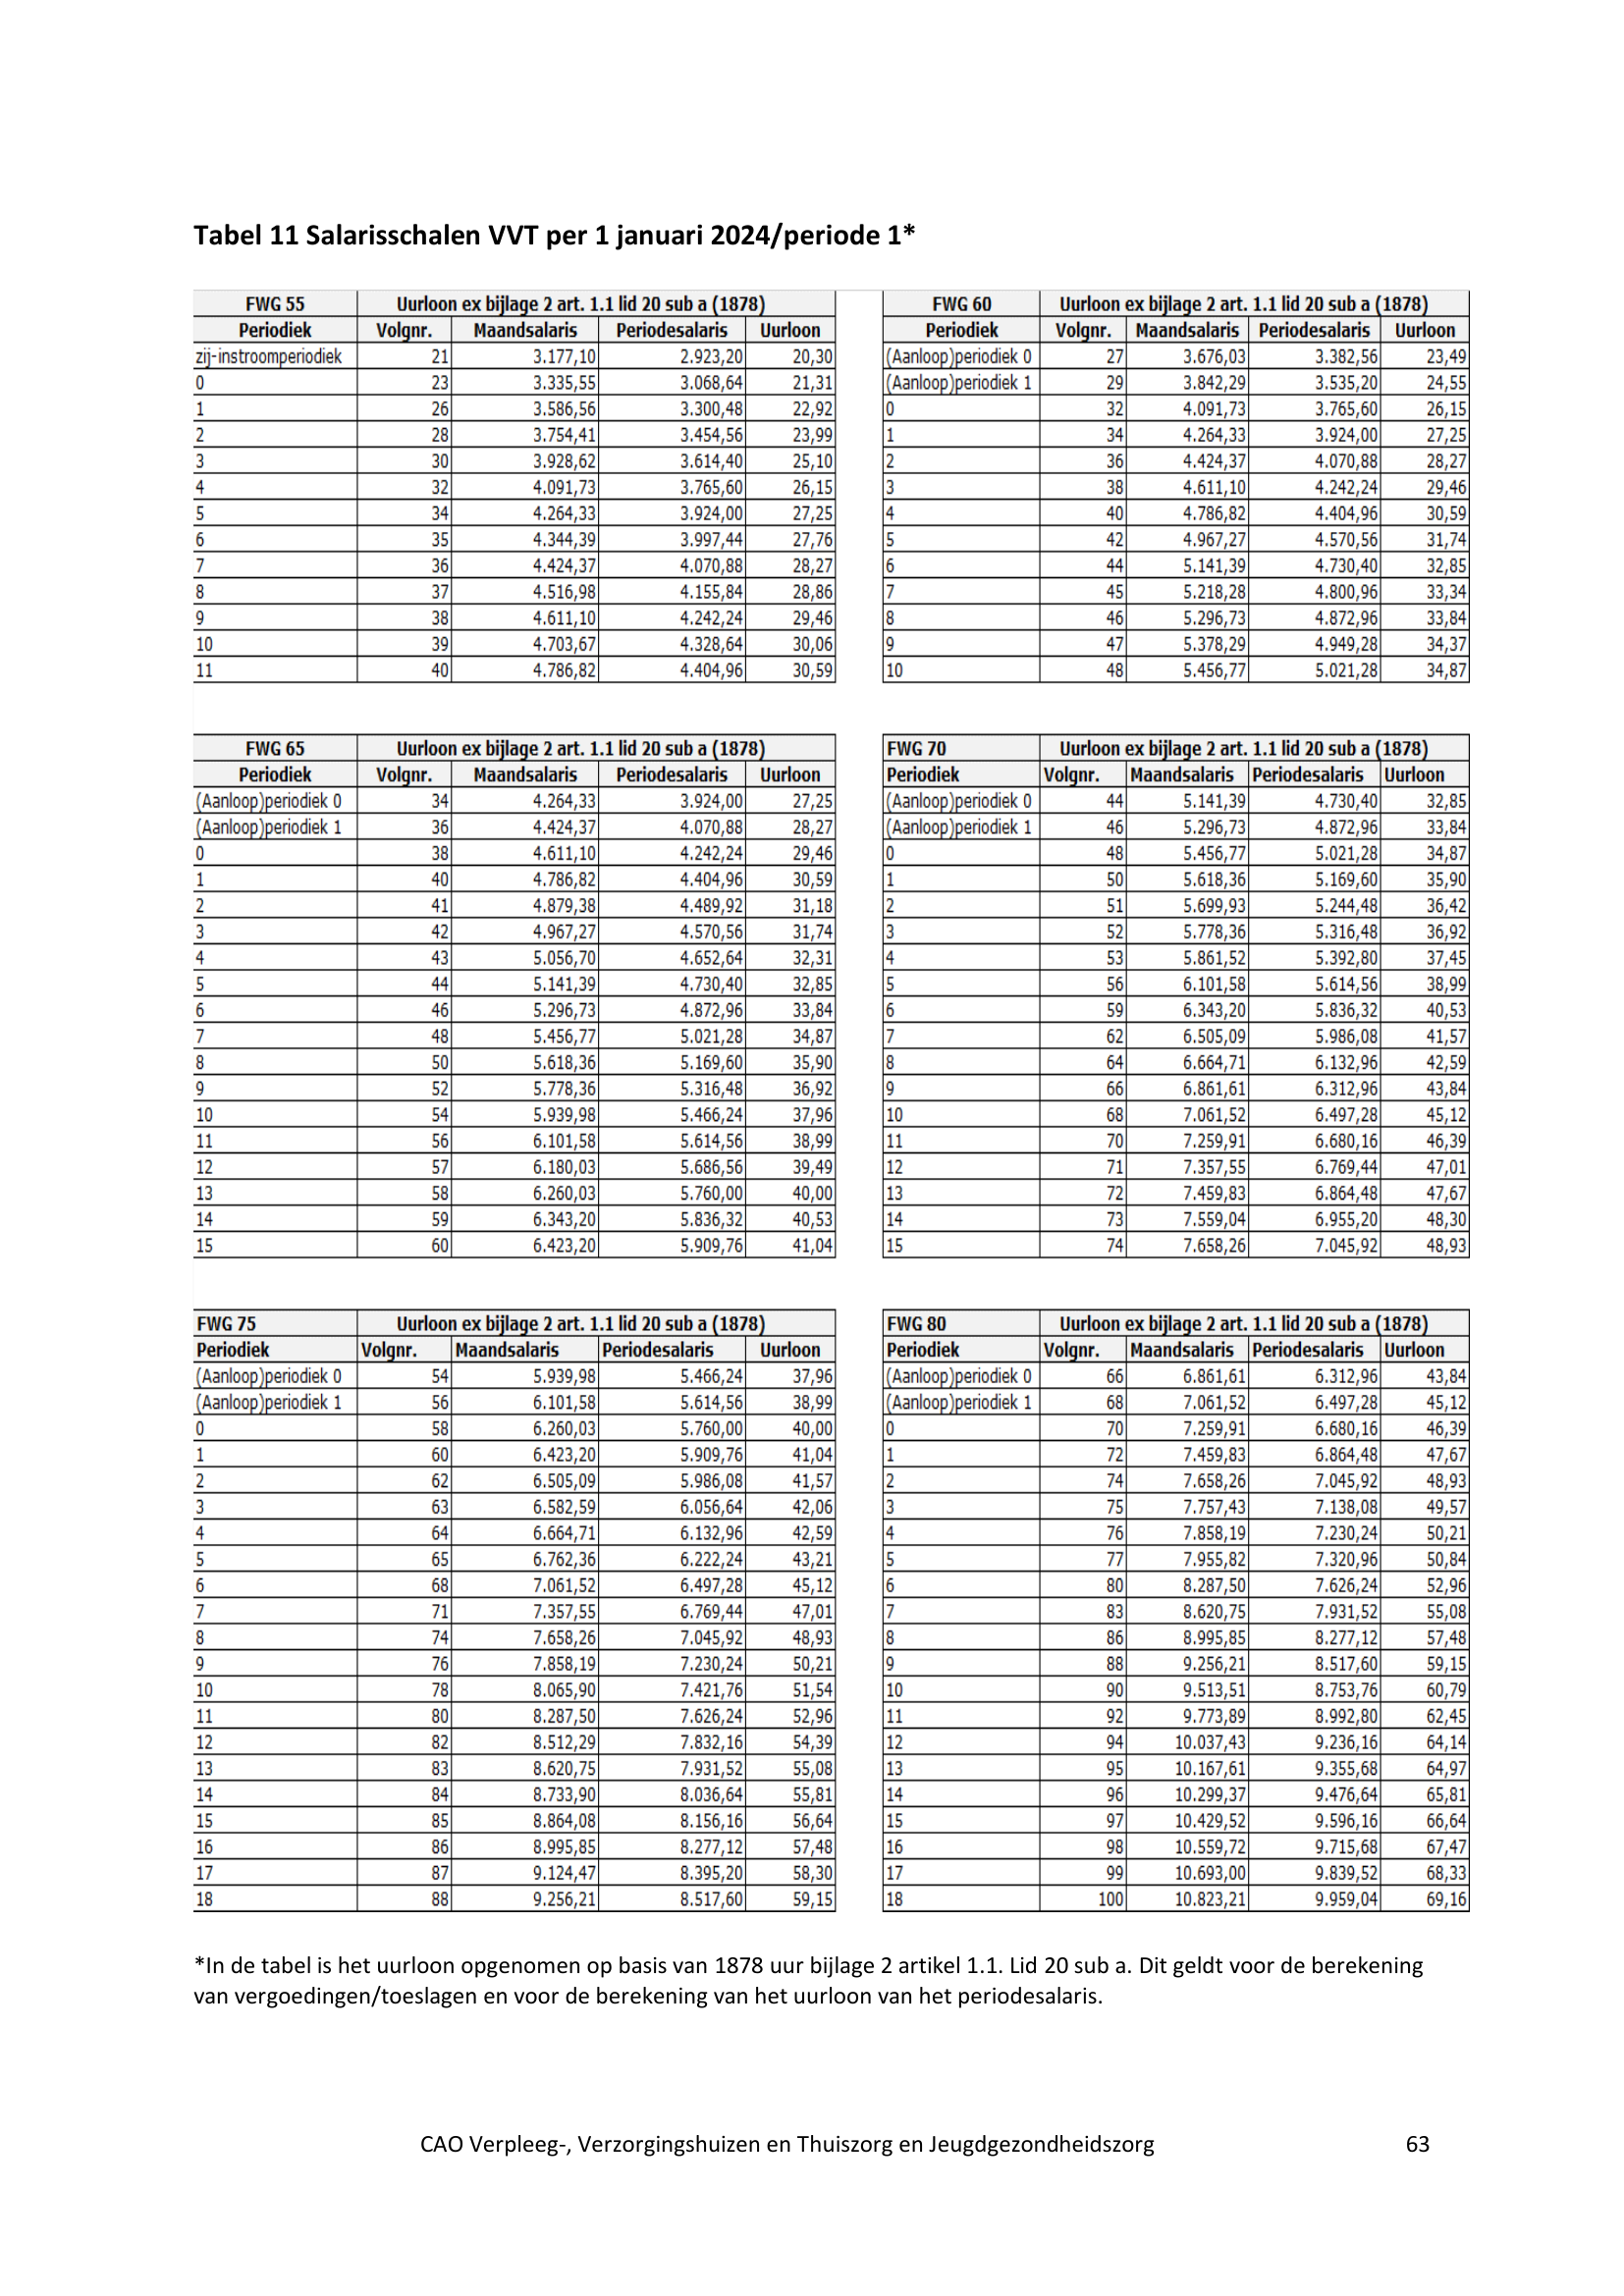 Tabel 11 Salarisschalen VVT per 1 januari 2024/periode 1*
FWG 55 Uurloon ex bijlage 2 art. 1.1 lid 20 sub a (1878)
Periodiek Volgnr. Maandsalaris Periodesalaris Uurloon
zij-instroomperiodiek 21 3.177,10 2.923,20 20,30
0 23 3.335,55 3.068,64 21,31
1 26 3.586,56 3.300,48 22,92
2 28 3.754,41 3.454,56 23,99
3 30 3.928,62 3.614,40 25,10
4 32 4.091,73 3.765,60 26,15
5 34 4.264,33 3.924,00 27,25
6 35 4.344,39 3.997,44 27,76
7 36 4.424,37 4.070,88 28,27
8 37 4.516,98 4.155,84 28,86
9 38 4.611,10 4.242,24 29,46
10 39 4.703,67 4.328,64 30,06
11 40 4.786,82 4.404,96 30,59
FWG 60 Uurloon ex bijlage 2 art. 1.1 lid 20 sub a (1878)
Periodiek Volgnr. Maandsalaris Periodesalaris Uurloon
(Aanloop)periodiek 0 27 3.676,03 3.382,56 23,49
(Aanloop)periodiek 1 29 3.842,29 3.535,20 24,55
0 32 4.091,73 3.765,60 26,15
1 34 4.264,33 3.924,00 27,25
2 36 4.424,37 4.070,88 28,27
3 38 4.611,10 4.242,24 29,46
4 40 4.786,82 4.404,96 30,59
5 42 4.967,27 4.570,56 31,74
6 44 5.141,39 4.730,40 32,85
7 45 5.218,28 4.800,96 33,34
8 46 5.296,73 4.872,96 33,84
9 47 5.378,29 4.949,28 34,37
10 48 5.456,77 5.021,28 34,87
FWG 65 Uurloon ex bijlage 2 art. 1.1 lid 20 sub a (1878)
Periodiek Volgnr. Maandsalaris Periodesalaris Uurloon
(Aanloop)periodiek 0 34 4.264,33 3.924,00 27,25
(Aanloop)periodiek 1 36 4.424,37 4.070,88 28,27
0 38 4.611,10 4.242,24 29,46
1 40 4.786,82 4.404,96 30,59
2 41 4.879,38 4.489,92 31,18
3 42 4.967,27 4.570,56 31,74
4 43 5.056,70 4.652,64 32,31
5 44 5.141,39 4.730,40 32,85
6 46 5.296,73 4.872,96 33,84
7 48 5.456,77 5.021,28 34,87
8 50 5.618,36 5.169,60 35,90
9 52 5.778,36 5.316,48 36,92
10 54 5.939,98 5.466,24 37,96
11 56 6.101,58 5.614,56 38,99
12 57 6.180,03 5.686,56 39,49
13 58 6.260,03 5.760,00 40,00
14 59 6.343,20 5.836,32 40,53
15 60 6.423,20 5.909,76 41,04
FWG 70 Uurloon ex bijlage 2 art. 1.1 lid 20 sub a (1878)
Periodiek Volgnr. Maandsalaris Periodesalaris Uurloon
(Aanloop)periodiek 0 44 5.141,39 4.730,40 32,85
(Aanloop)periodiek 1 46 5.296,73 4.872,96 33,84
0 48 5.456,77 5.021,28 34,87
1 50 5.618,36 5.169,60 35,90
2 51 5.699,93 5.244,48 36,42
3 52 5.778,36 5.316,48 36,92
4 53 5.861,52 5.392,80 37,45
5 56 6.101,58 5.614,56 38,99
6 59 6.343,20 5.836,32 40,53
7 62 6.505,09 5.986,08 41,57
8 64 6.664,71 6.132,96 42,59
9 66 6.861,61 6.312,96 43,84
10 68 7.061,52 6.497,28 45,12
11 70 7.259,91 6.680,16 46,39
12 71 7.357,55 6.769,44 47,01
13 72 7.459,83 6.864,48 47,67
14 73 7.559,04 6.955,20 48,30
15 74 7.658,26 7.045,92 48,93
FWG 75 Uurloon ex bijlage 2 art. 1.1 lid 20 sub a (1878)
Periodiek Volgnr. Maandsalaris Periodesalaris Uurloon
(Aanloop)periodiek 0 54 5.939,98 5.466,24 37,96
(Aanloop)periodiek 1 56 6.101,58 5.614,56 38,99
0 58 6.260,03 5.760,00 40,00
1 60 6.423,20 5.909,76 41,04
2 62 6.505,09 5.986,08 41,57
3 63 6.582,59 6.056,64 42,06
4 64 6.664,71 6.132,96 42,59
5 65 6.762,36 6.222,24 43,21
6 68 7.061,52 6.497,28 45,12
7 71 7.357,55 6.769,44 47,01
8 74 7.658,26 7.045,92 48,93
9 76 7.858,19 7.230,24 50,21
10 78 8.065,90 7.421,76 51,54
11 80 8.287,50 7.626,24 52,96
12 82 8.512,29 7.832,16 54,39
13 83 8.620,75 7.931,52 55,08
14 84 8.733,90 8.036,64 55,81
15 85 8.864,08 8.156,16 56,64
16 86 8.995,85 8.277,12 57,48
17 87 9.124,47 8.395,20 58,30
18 88 9.256,21 8.517,60 59,15
FWG 80 Uurloon ex bijlage 2 art. 1.1 lid 20 sub a (1878)
Periodiek Volgnr. Maandsalaris Periodesalaris Uurloon
(Aanloop)periodiek 0 66 6.861,61 6.312,96 43,84
(Aanloop)periodiek 1 68 7.061,52 6.497,28 45,12
0 70 7.259,91 6.680,16 46,39
1 72 7.459,83 6.864,48 47,67
2 74 7.658,26 7.045,92 48,93
3 75 7.757,43 7.138,08 49,57
4 76 7.858,19 7.230,24 50,21
5 77 7.955,82 7.320,96 50,84
6 80 8.287,50 7.626,24 52,96
7 83 8.620,75 7.931,52 55,08
8 86 8.995,85 8.277,12 57,48
9 88 9.256,21 8.517,60 59,15
10 90 9.513,51 8.753,76 60,79
11 92 9.773,89 8.992,80 62,45
12 94 10.037,43 9.236,16 64,14
13 95 10.167,61 9.355,68 64,97
14 96 10.299,37 9.476,64 65,81
15 97 10.429,52 9.596,16 66,64
16 98 10.559,72 9.715,68 67,47
17 99 10.693,00 9.839,52 68,33
18 100 10.823,21 9.959,04 69,16
*In de tabel is het uurloon opgenomen op basis van 1878 uur bijlage 2 artikel 1.1. Lid 20 sub a. Dit geldt voor de berekening
van vergoedingen/toeslagen en voor de berekening van het uurloon van het periodesalaris.
CAO Verpleeg-, Verzorgingshuizen en Thuiszorg en Jeugdgezondheidszorg 63